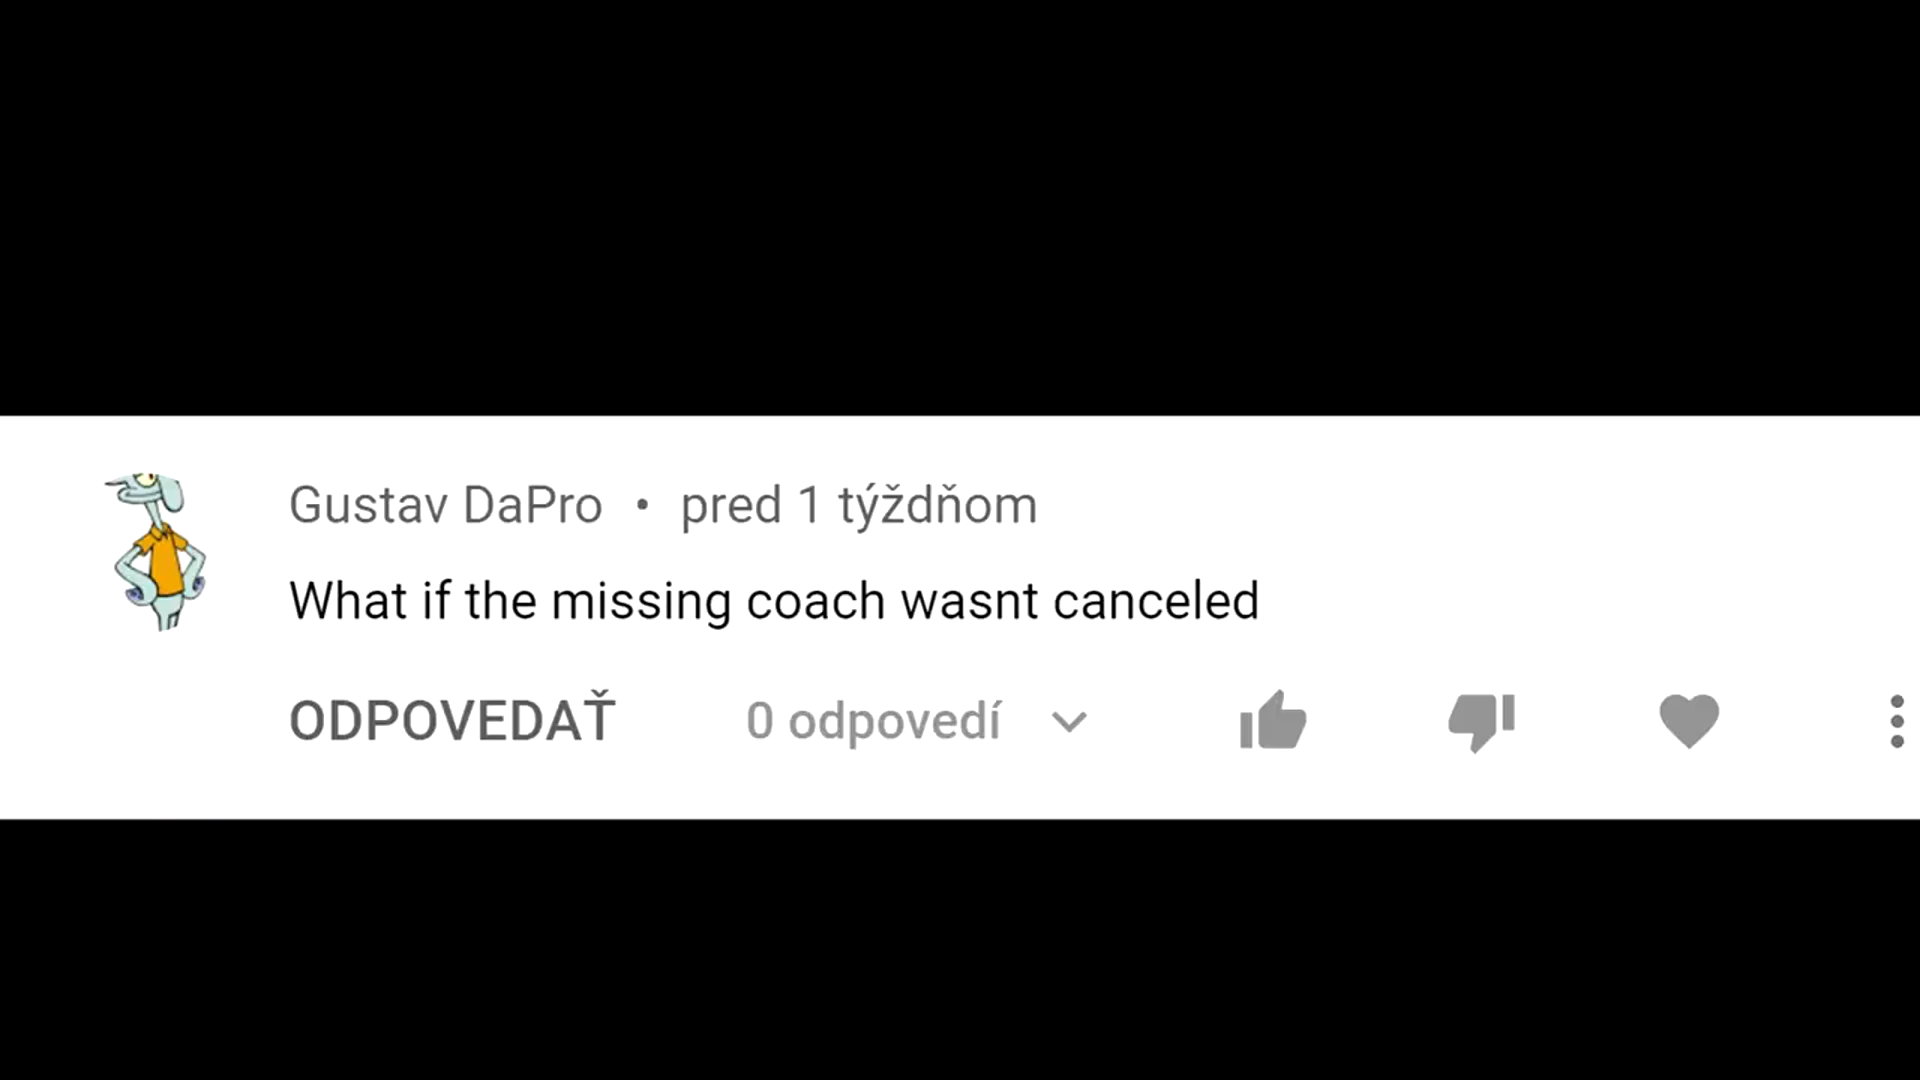 Gustav DaPro • pred 1 týždňom
What if the missing coach wasnt canceled
ODPOVEDAŤ 0 odpovedí